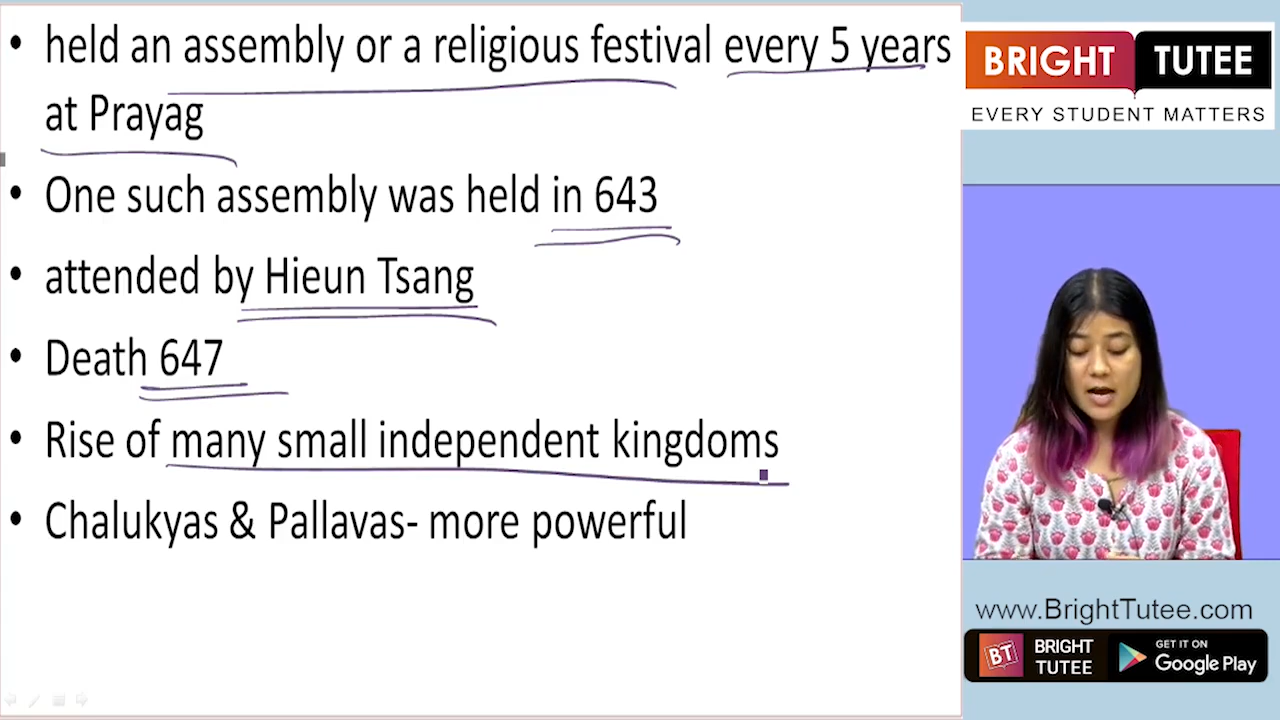 • held an assembly or a religious festival every 5 years
at Prayag
• One such assembly was held in 643
• attended by Hieun Tsang
• Death 647
• Rise of many small independent kingdoms
• Chalukyas & Pallavas- more powerful
BRIGHT TUTEE
EVERY STUDENT MATTERS
www.BrightTutee.com
BT BRIGHT TUTEE
GET IT ON
Google Play